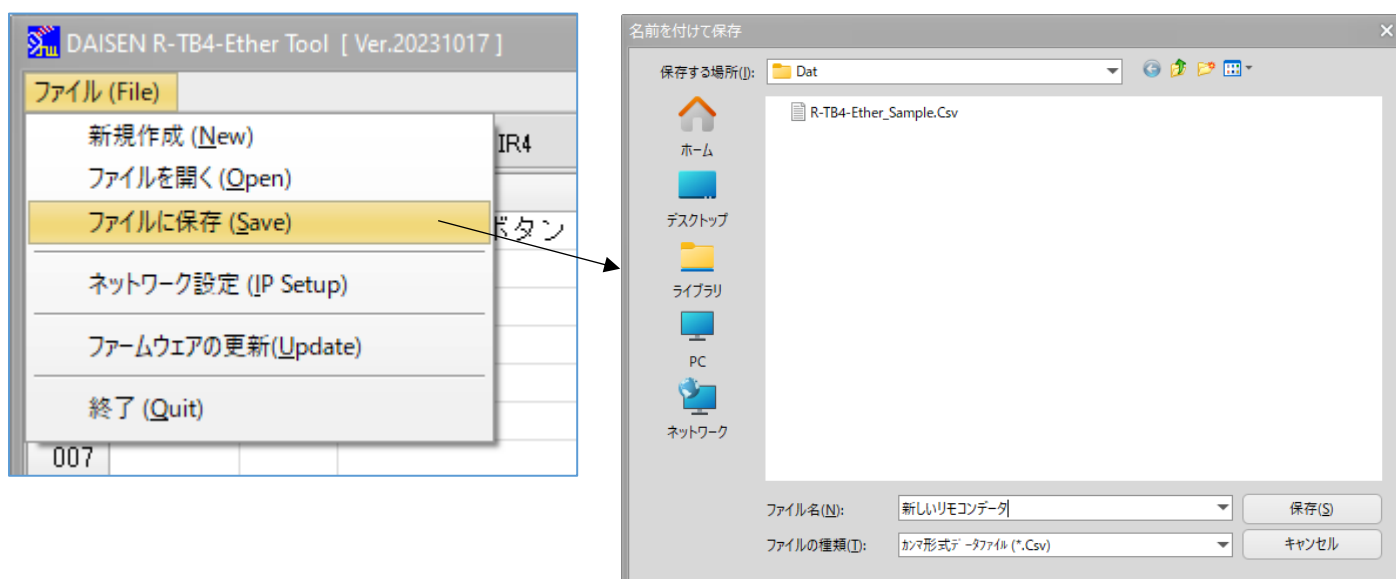 DAISEN R-TB4-Ether Tool [ Ver.20231017 ]
ファイル (File)
新規作成 (New)
IR4
ファイルを開く (Open)
ファイルに保存 (Save)
ボタン
ネットワーク設定 (IP Setup)
ファームウェアの更新(Update)
終了 (Quit)
007
名前を付けて保存
保存する場所(I):
Dat
R-TB4-Ether_Sample.Csv
ホーム
デスクトップ
ライブラリ
PC
ネットワーク
ファイル名(N):
新しいリモコンデータ
保存(S)
ファイルの種類(T):
カンマ形式データファイル (*.Csv)
キャンセル